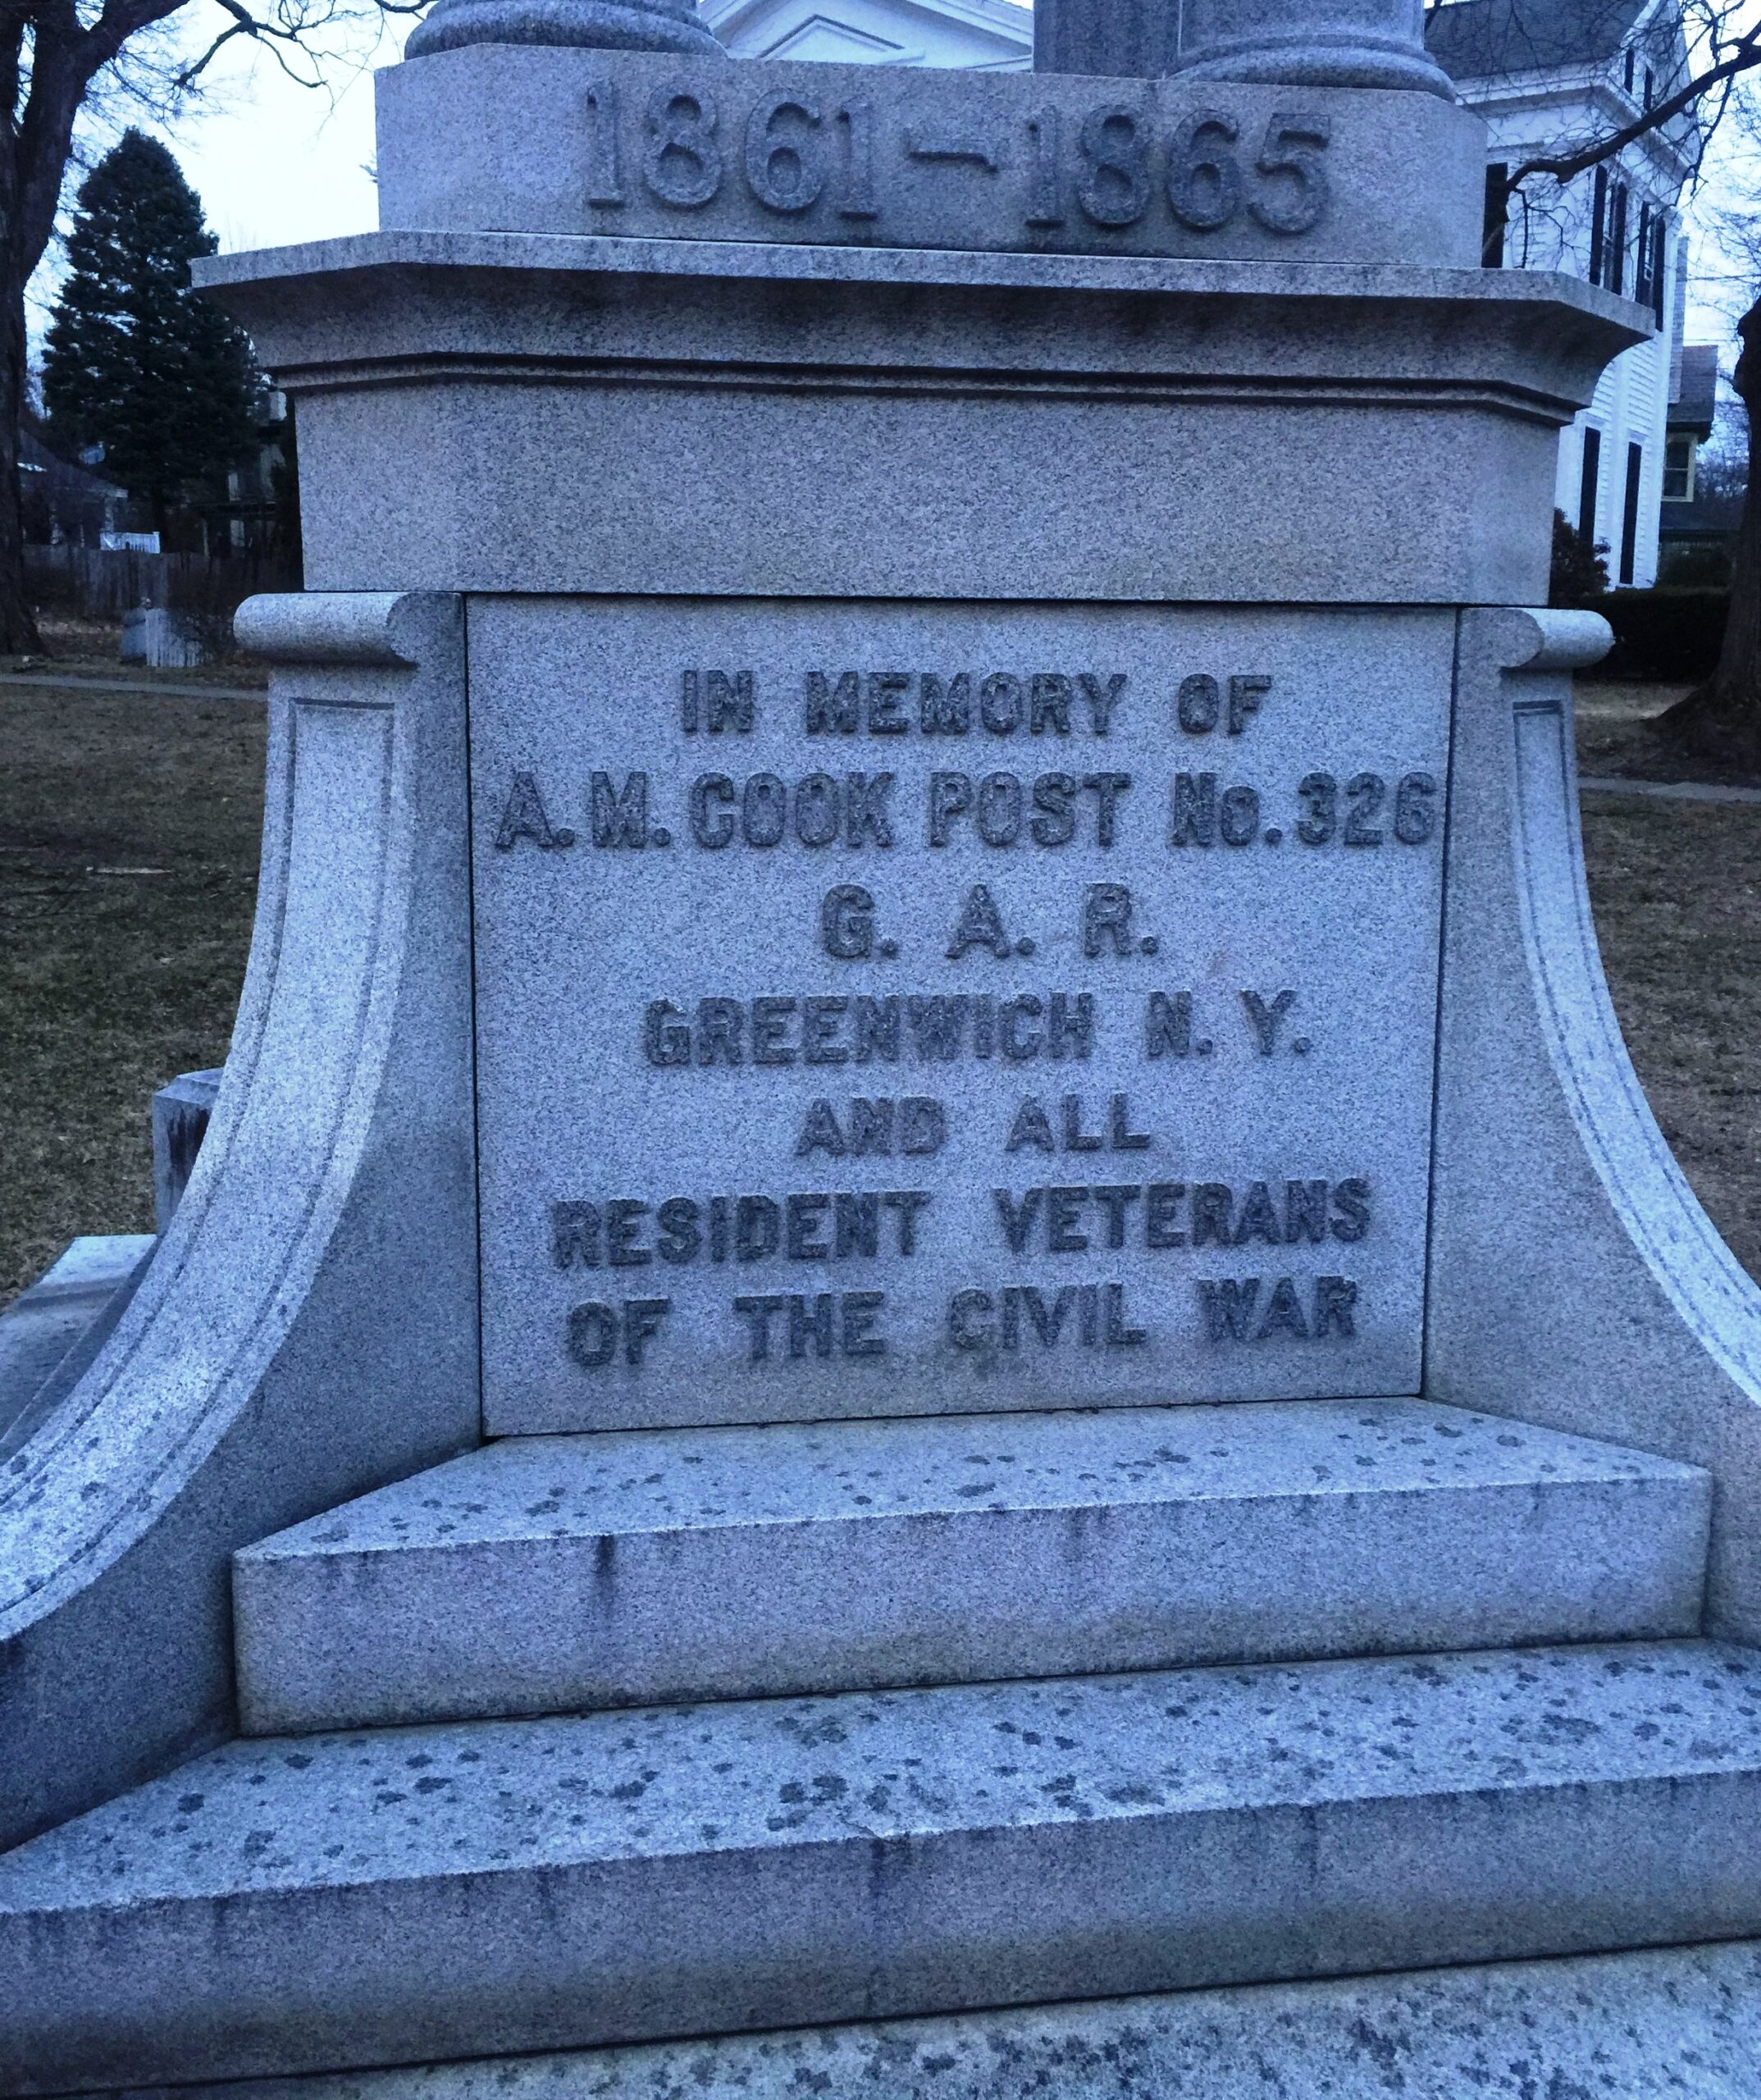 1861-1865
IN MEMORY OF
A.M. COOK POST No. 326
G. A. R.
GREENWICH N. Y.
AND ALL
RESIDENT VETERANS
OF THE CIVIL WAR